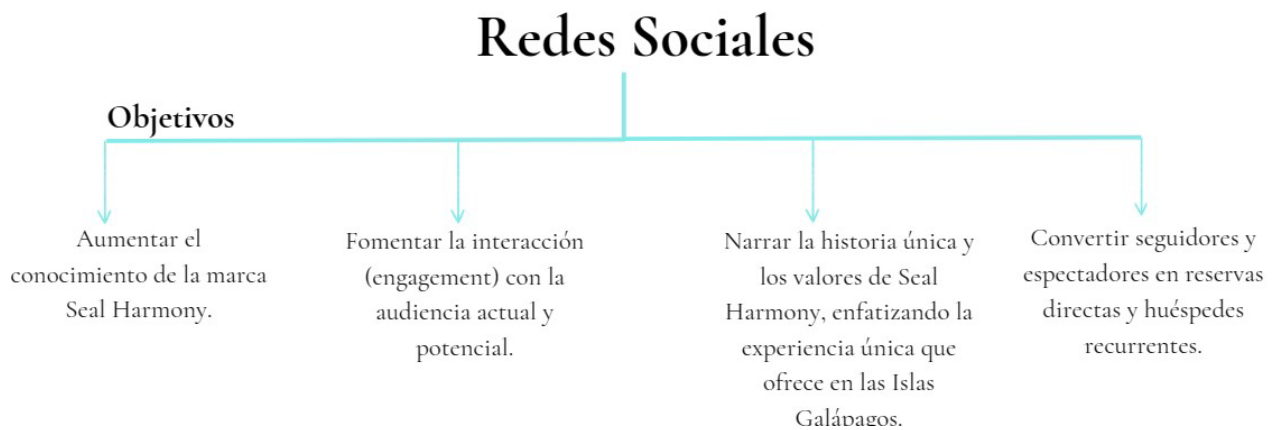 Redes Sociales
Objetivos
Aumentar el
conocimiento de la marca
Seal Harmony.
Fomentar la interacción
(engagement) con la
audiencia actual y
potencial.
Narrar la historia única y
los valores de Seal
Harmony, enfatizando la
experiencia única que
ofrece en las Islas
Galápagos.
Convertir seguidores y
espectadores en reservas
directas y huéspedes
recurrentes.